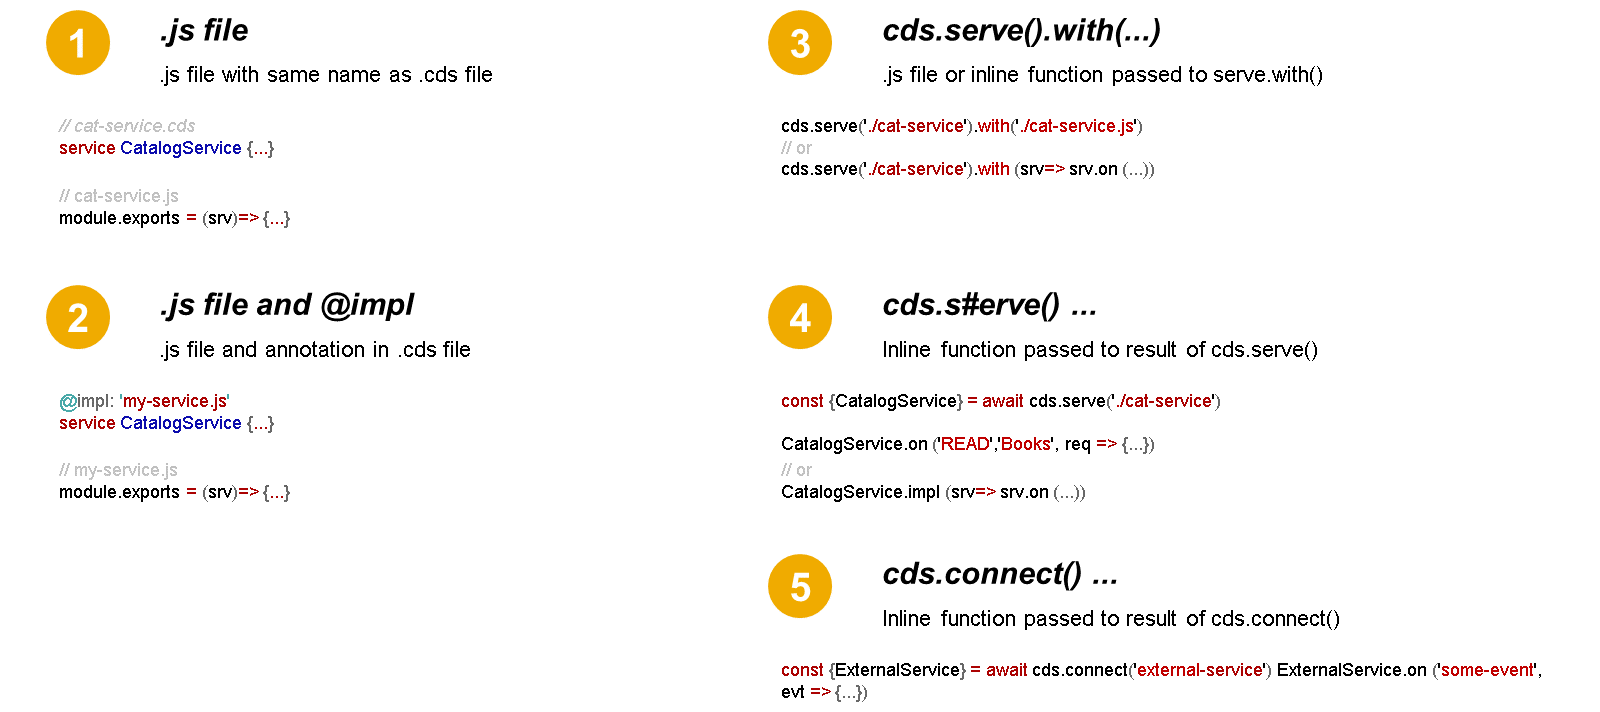 1
.js file
.js file with same name as .cds file
// cat-service.cds
service CatalogService {...}
// cat-service.js
module.exports = (srv)=> {...}
2
.js file and @impl
.js file and annotation in .cds file
@impl: 'my-service.js'
service CatalogService {...}
// my-service.js
module.exports = (srv)=> {...}
3
cds.serve().with(...)
.js file or inline function passed to serve.with()
cds.serve('./cat-service').with('./cat-service.js')
// or
cds.serve('./cat-service').with (srv=> srv.on (...))
4
cds.s#erve() ...
Inline function passed to result of cds.serve()
const {CatalogService} = await cds.serve('./cat-service')
CatalogService.on ('READ','Books', req => {...})
// or
CatalogService.impl (srv=> srv.on (...))
5
cds.connect() ...
Inline function passed to result of cds.connect()
const {ExternalService} = await cds.connect('external-service') ExternalService.on ('some-event',
evt => {...})